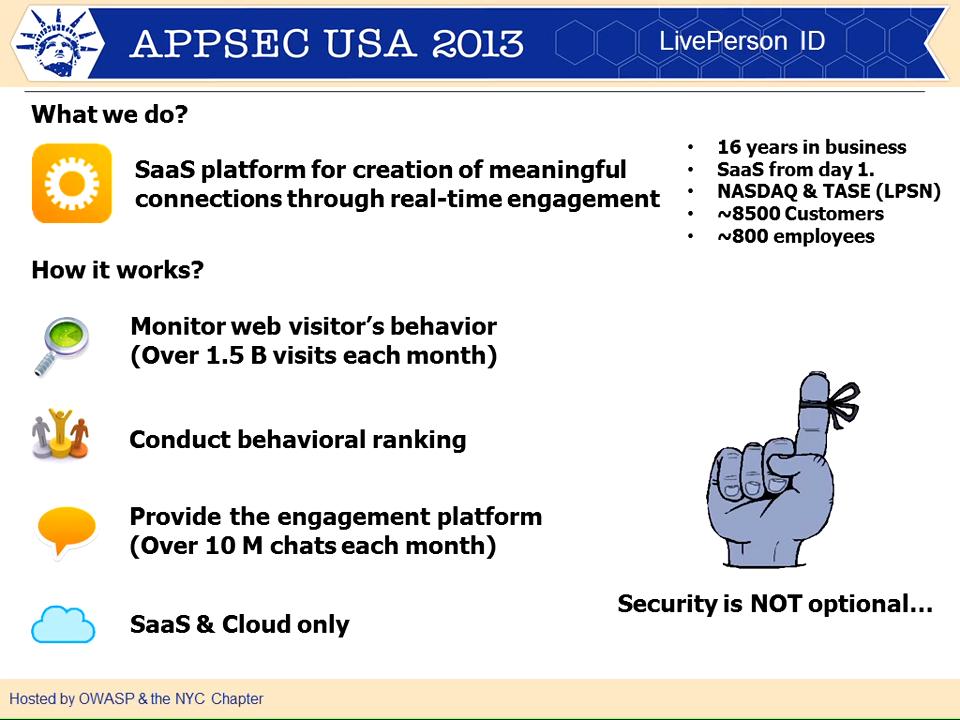 APPSEC USA 2013
LivePerson ID
What we do?
SaaS platform for creation of meaningful
connections through real-time engagement
• 16 years in business
• SaaS from day 1.
• NASDAQ & TASE (LPSN)
• ~8500 Customers
• ~800 employees
How it works?
Monitor web visitor's behavior
(Over 1.5 B visits each month)
Conduct behavioral ranking
Provide the engagement platform
(Over 10 M chats each month)
SaaS & Cloud only
Security is NOT optional...
Hosted by OWASP & the NYC Chapter